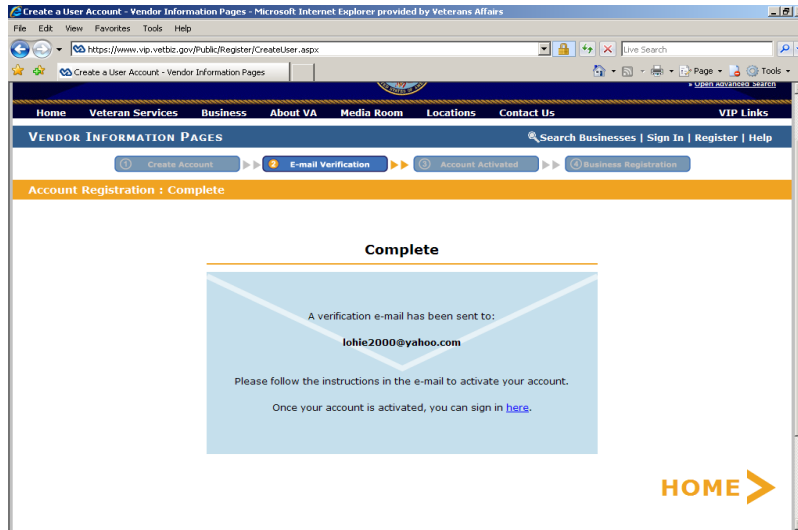 Create a User Account - Vendor Information Pages - Microsoft Internet Explorer provided by Veterans Affairs
File Edit View Favorites Tools Help
https://www.vip.vetbiz.gov/Public/Register/CreateUser.aspx Live Search
Create a User Account - Vendor Information Pages Page Tools
Open Advanced Search
Home Veteran Services Business About VA Media Room Locations Contact Us VIP Links
VENDOR INFORMATION PAGES Search Businesses | Sign In | Register | Help
1 Create Account 2 E-mail Verification 3 Account Activated 4 Business Registration
Account Registration : Complete
Complete
A verification e-mail has been sent to:
lohie2000@yahoo.com
Please follow the instructions in the e-mail to activate your account.
Once your account is activated, you can sign in here.
HOME